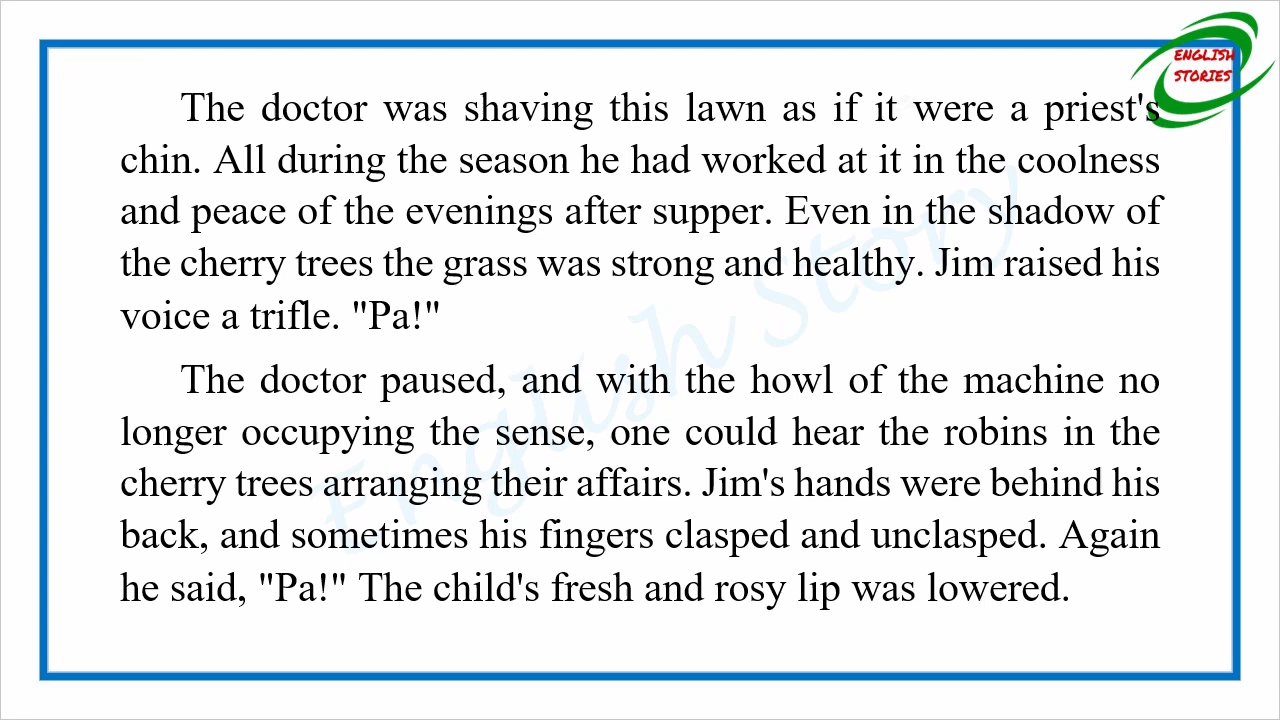 ENGLISH
STORIES
The doctor was shaving this lawn as if it were a priest's
chin. All during the season he had worked at it in the coolness
and peace of the evenings after supper. Even in the shadow of
the cherry trees the grass was strong and healthy. Jim raised his
voice a trifle. "Pa!"
The doctor paused, and with the howl of the machine no
longer occupying the sense, one could hear the robins in the
cherry trees arranging their affairs. Jim's hands were behind his
back, and sometimes his fingers clasped and unclasped. Again
he said, "Pa!" The child's fresh and rosy lip was lowered.
English Story